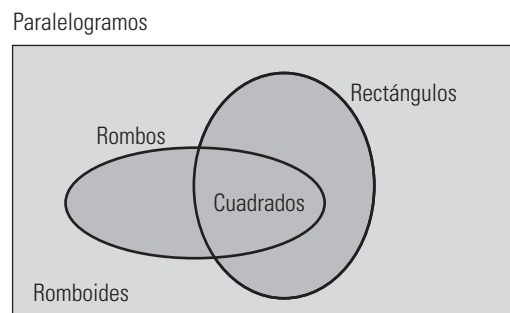 Paralelogramos
Rectángulos
Rombos
Cuadrados
Romboides